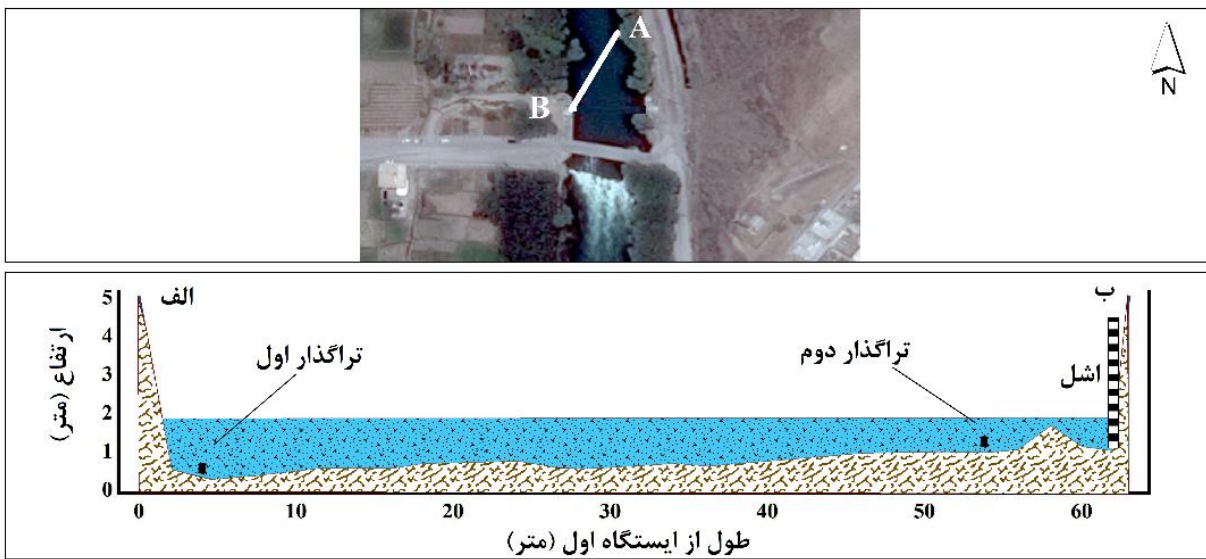 A
B
N
الف
ب
5
4
3
2
1
0
ارتفاع (متر)
تراگذار اول
تراگذار دوم
اشل
0 10 20 30 40 50 60
طول از ایستگاه اول (متر)